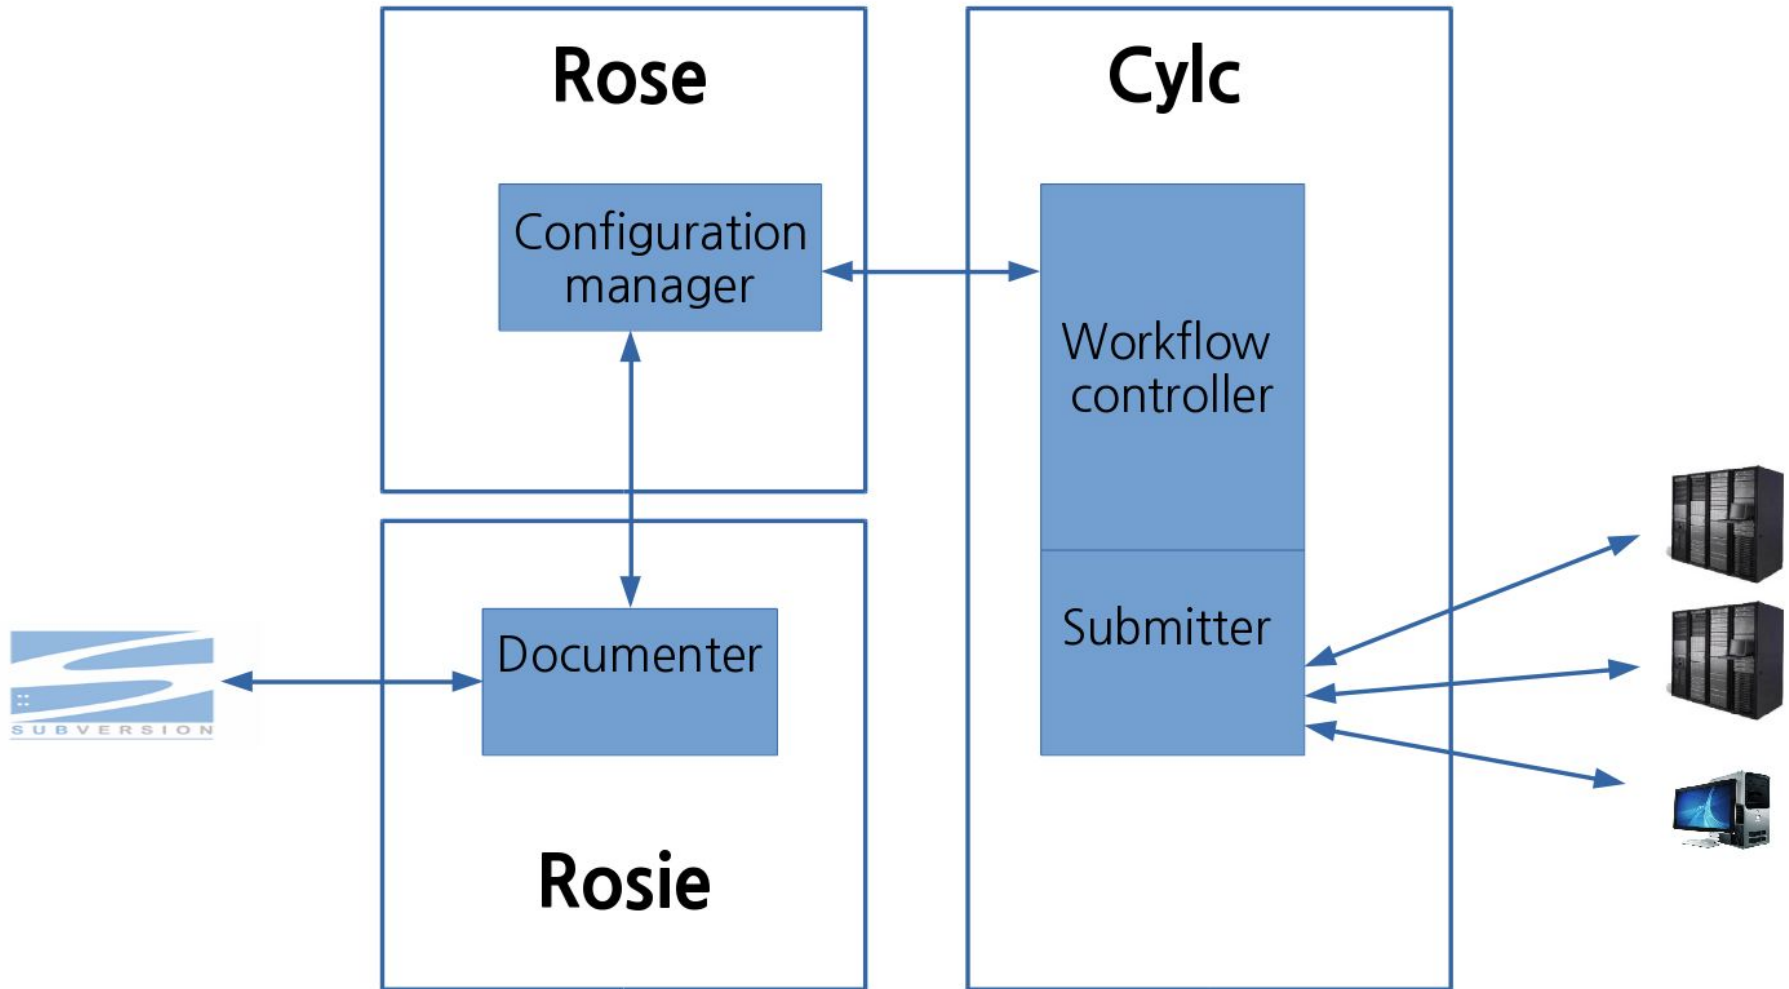 Rose
Cylc
Configuration
manager
Workflow
controller
Submitter
Documenter
SUBVERSION
Rosie